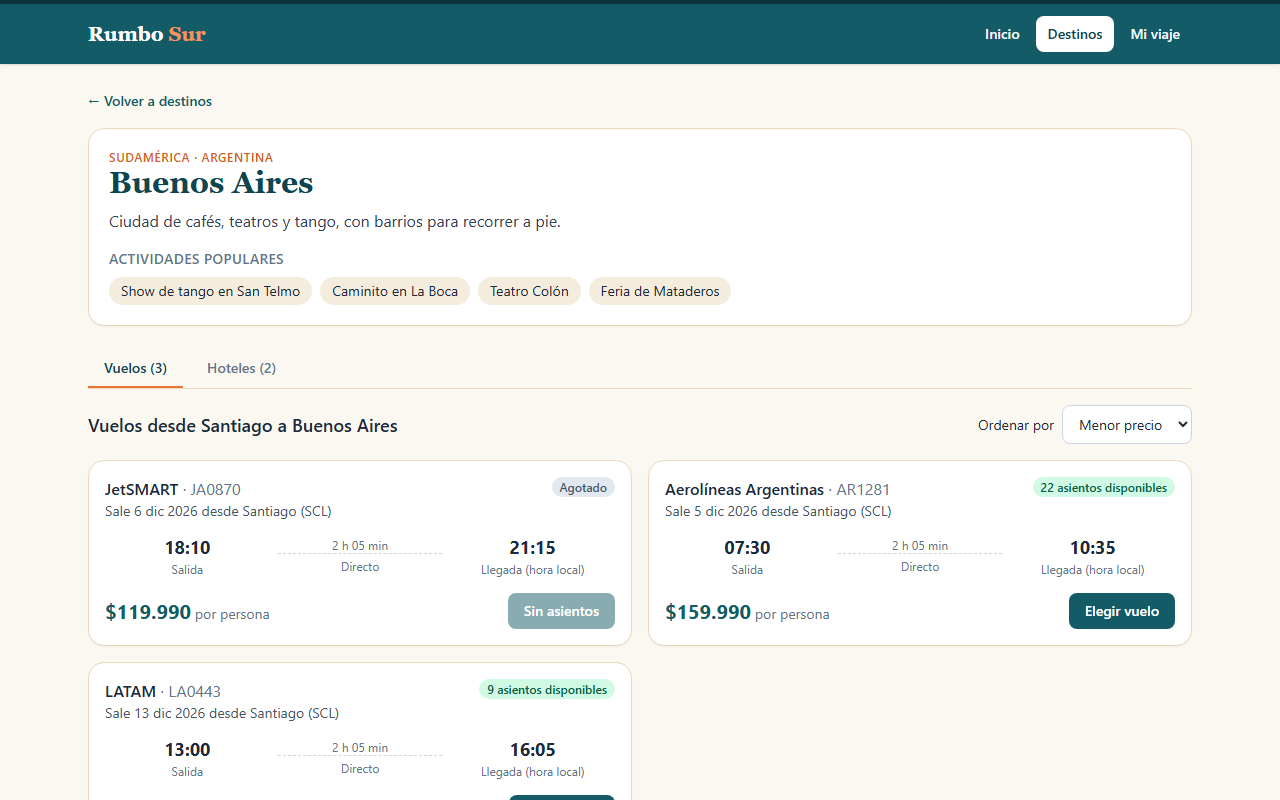 Rumbo Sur
Inicio
Destinos
Mi viaje
← Volver a destinos
SUDAMÉRICA · ARGENTINA
Buenos Aires
Ciudad de cafés, teatros y tango, con barrios para recorrer a pie.
ACTIVIDADES POPULARES
Show de tango en San Telmo
Caminito en La Boca
Teatro Colón
Feria de Mataderos
Vuelos (3)
Hoteles (2)
Vuelos desde Santiago a Buenos Aires
Ordenar por
Menor precio
JetSMART · JA0870
Agotado
Sale 6 dic 2026 desde Santiago (SCL)
18:10
Salida
2 h 05 min
Directo
21:15
Llegada (hora local)
$119.990 por persona
Sin asientos
Aerolíneas Argentinas · AR1281
22 asientos disponibles
Sale 5 dic 2026 desde Santiago (SCL)
07:30
Salida
2 h 05 min
Directo
10:35
Llegada (hora local)
$159.990 por persona
Elegir vuelo
LATAM · LA0443
9 asientos disponibles
Sale 13 dic 2026 desde Santiago (SCL)
13:00
Salida
2 h 05 min
Directo
16:05
Llegada (hora local)